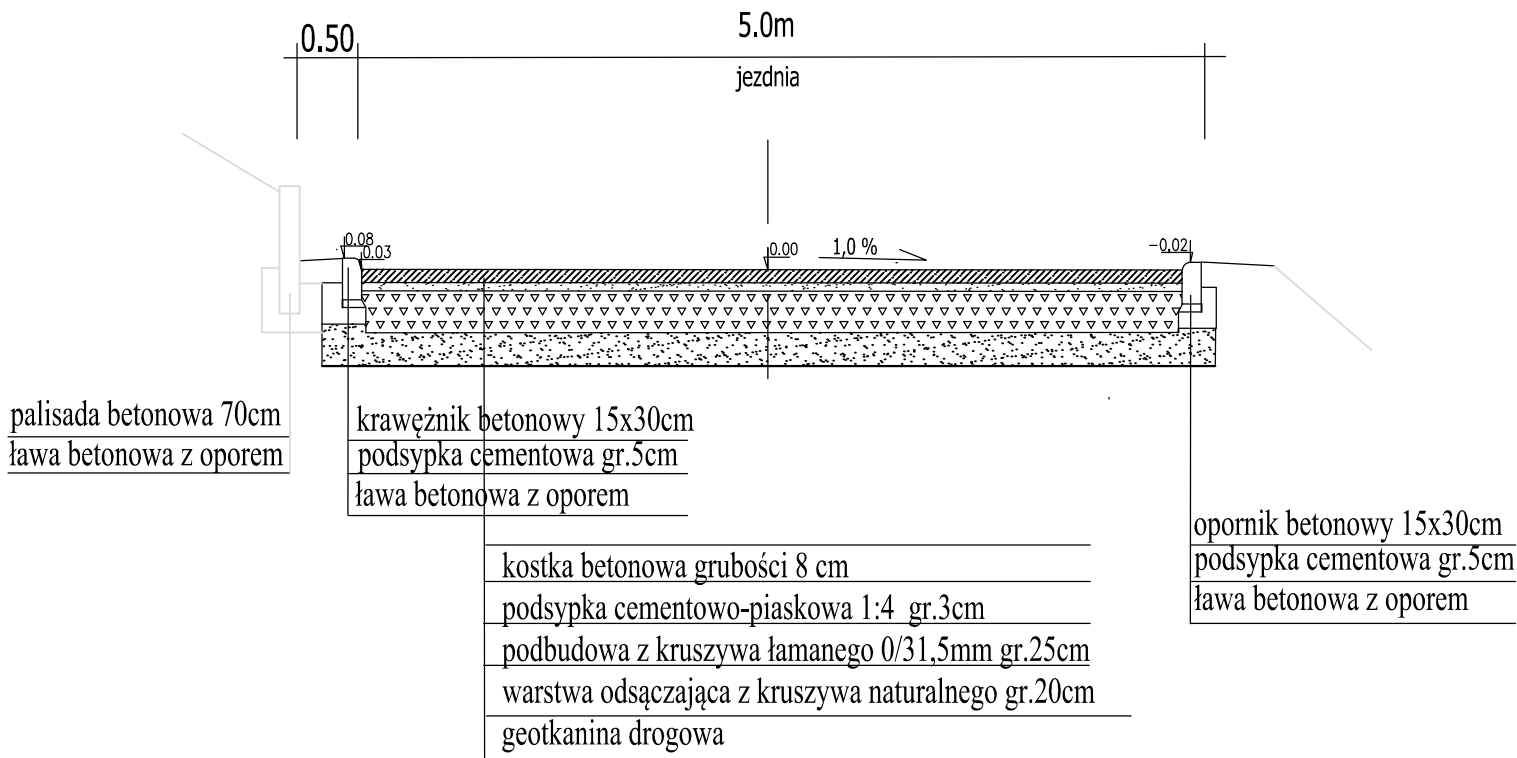 0.50
5.0m
jezdnia
0.08
0.03
0.00
1,0 %
-0.02
palisada betonowa 70cm
ława betonowa z oporem
krawężnik betonowy 15x30cm
podsypka cementowa gr.5cm
ława betonowa z oporem
kostka betonowa grubości 8 cm
podsypka cementowo-piaskowa 1:4 gr.3cm
podbudowa z kruszywa łamanego 0/31,5mm gr.25cm
warstwa odsączająca z kruszywa naturalnego gr.20cm
geotkanina drogowa
opornik betonowy 15x30cm
podsypka cementowa gr.5cm
ława betonowa z oporem